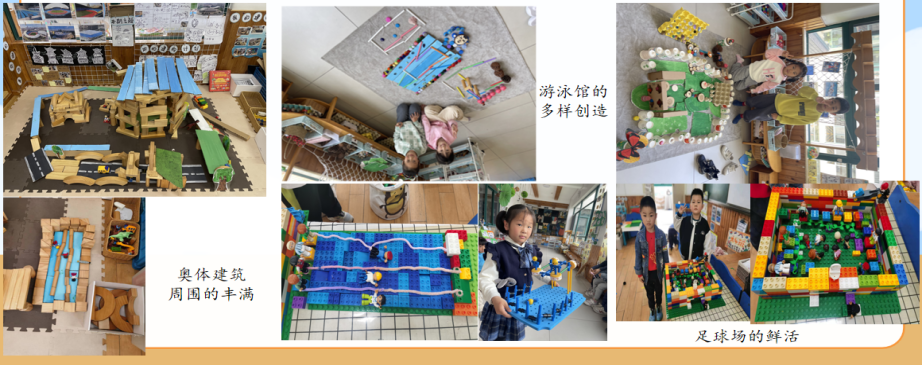 游泳馆的
多样创造
奥体建筑
周围的丰满
足球场的鲜活